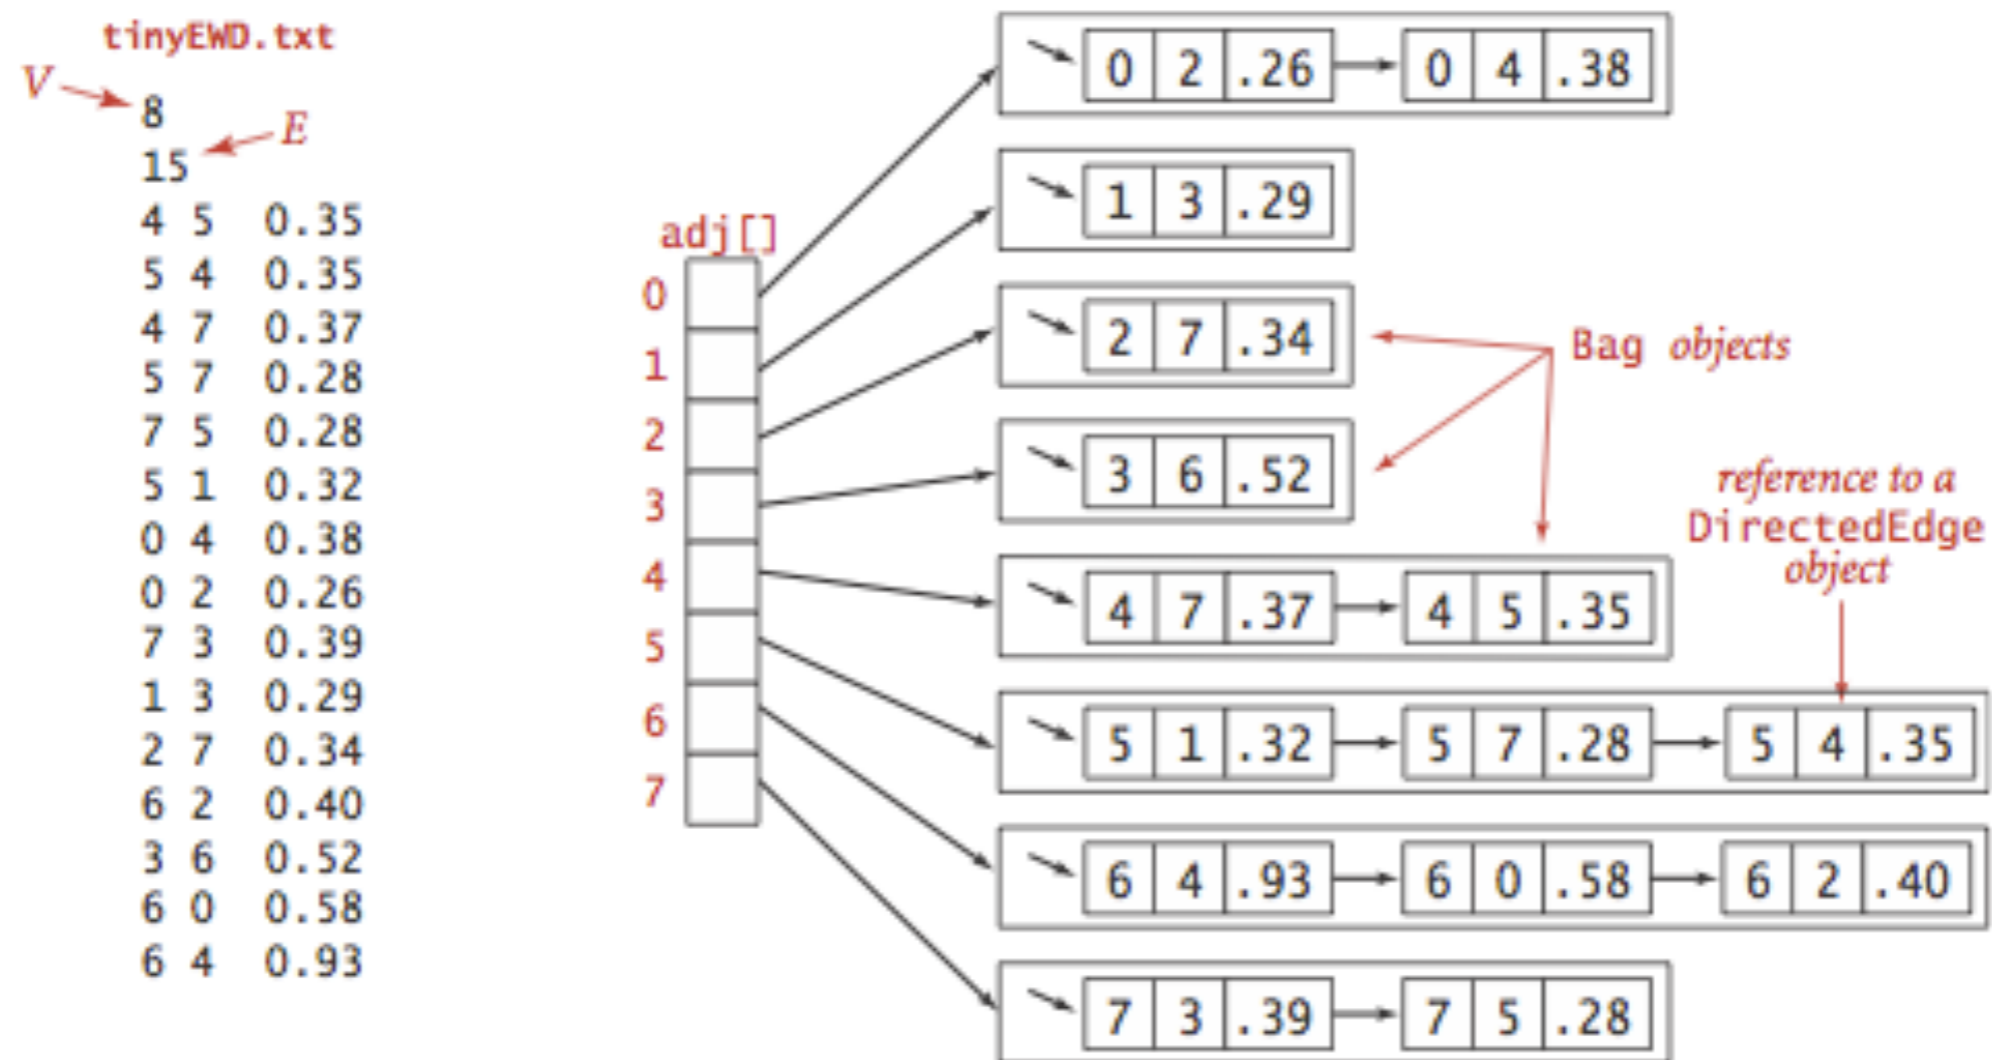 tinyEWD.txt
V
8
E
15
4 5 0.35
5 4 0.35
4 7 0.37
5 7 0.28
7 5 0.28
5 1 0.32
0 4 0.38
0 2 0.26
7 3 0.39
1 3 0.29
2 7 0.34
6 2 0.40
3 6 0.52
6 0 0.58
6 4 0.93
adj[]
0
1
2
3
4
5
6
7
0 2 .26 0 4 .38
1 3 .29
2 7 .34
3 6 .52
4 7 .37 4 5 .35
5 1 .32 5 7 .28 5 4 .35
6 4 .93 6 0 .58 6 2 .40
7 3 .39 7 5 .28
Bag objects
reference to a
DirectedEdge
object